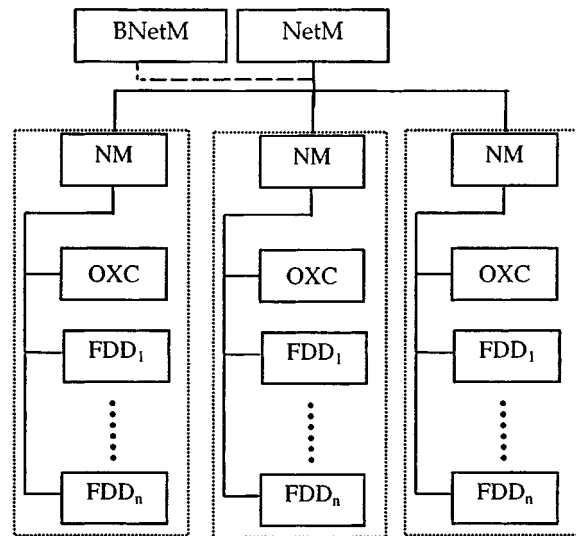 BNetM NetM
NM NM NM
OXC OXC OXC
FDD₁ FDD₁ FDD₁
FDDₙ FDDₙ FDDₙ